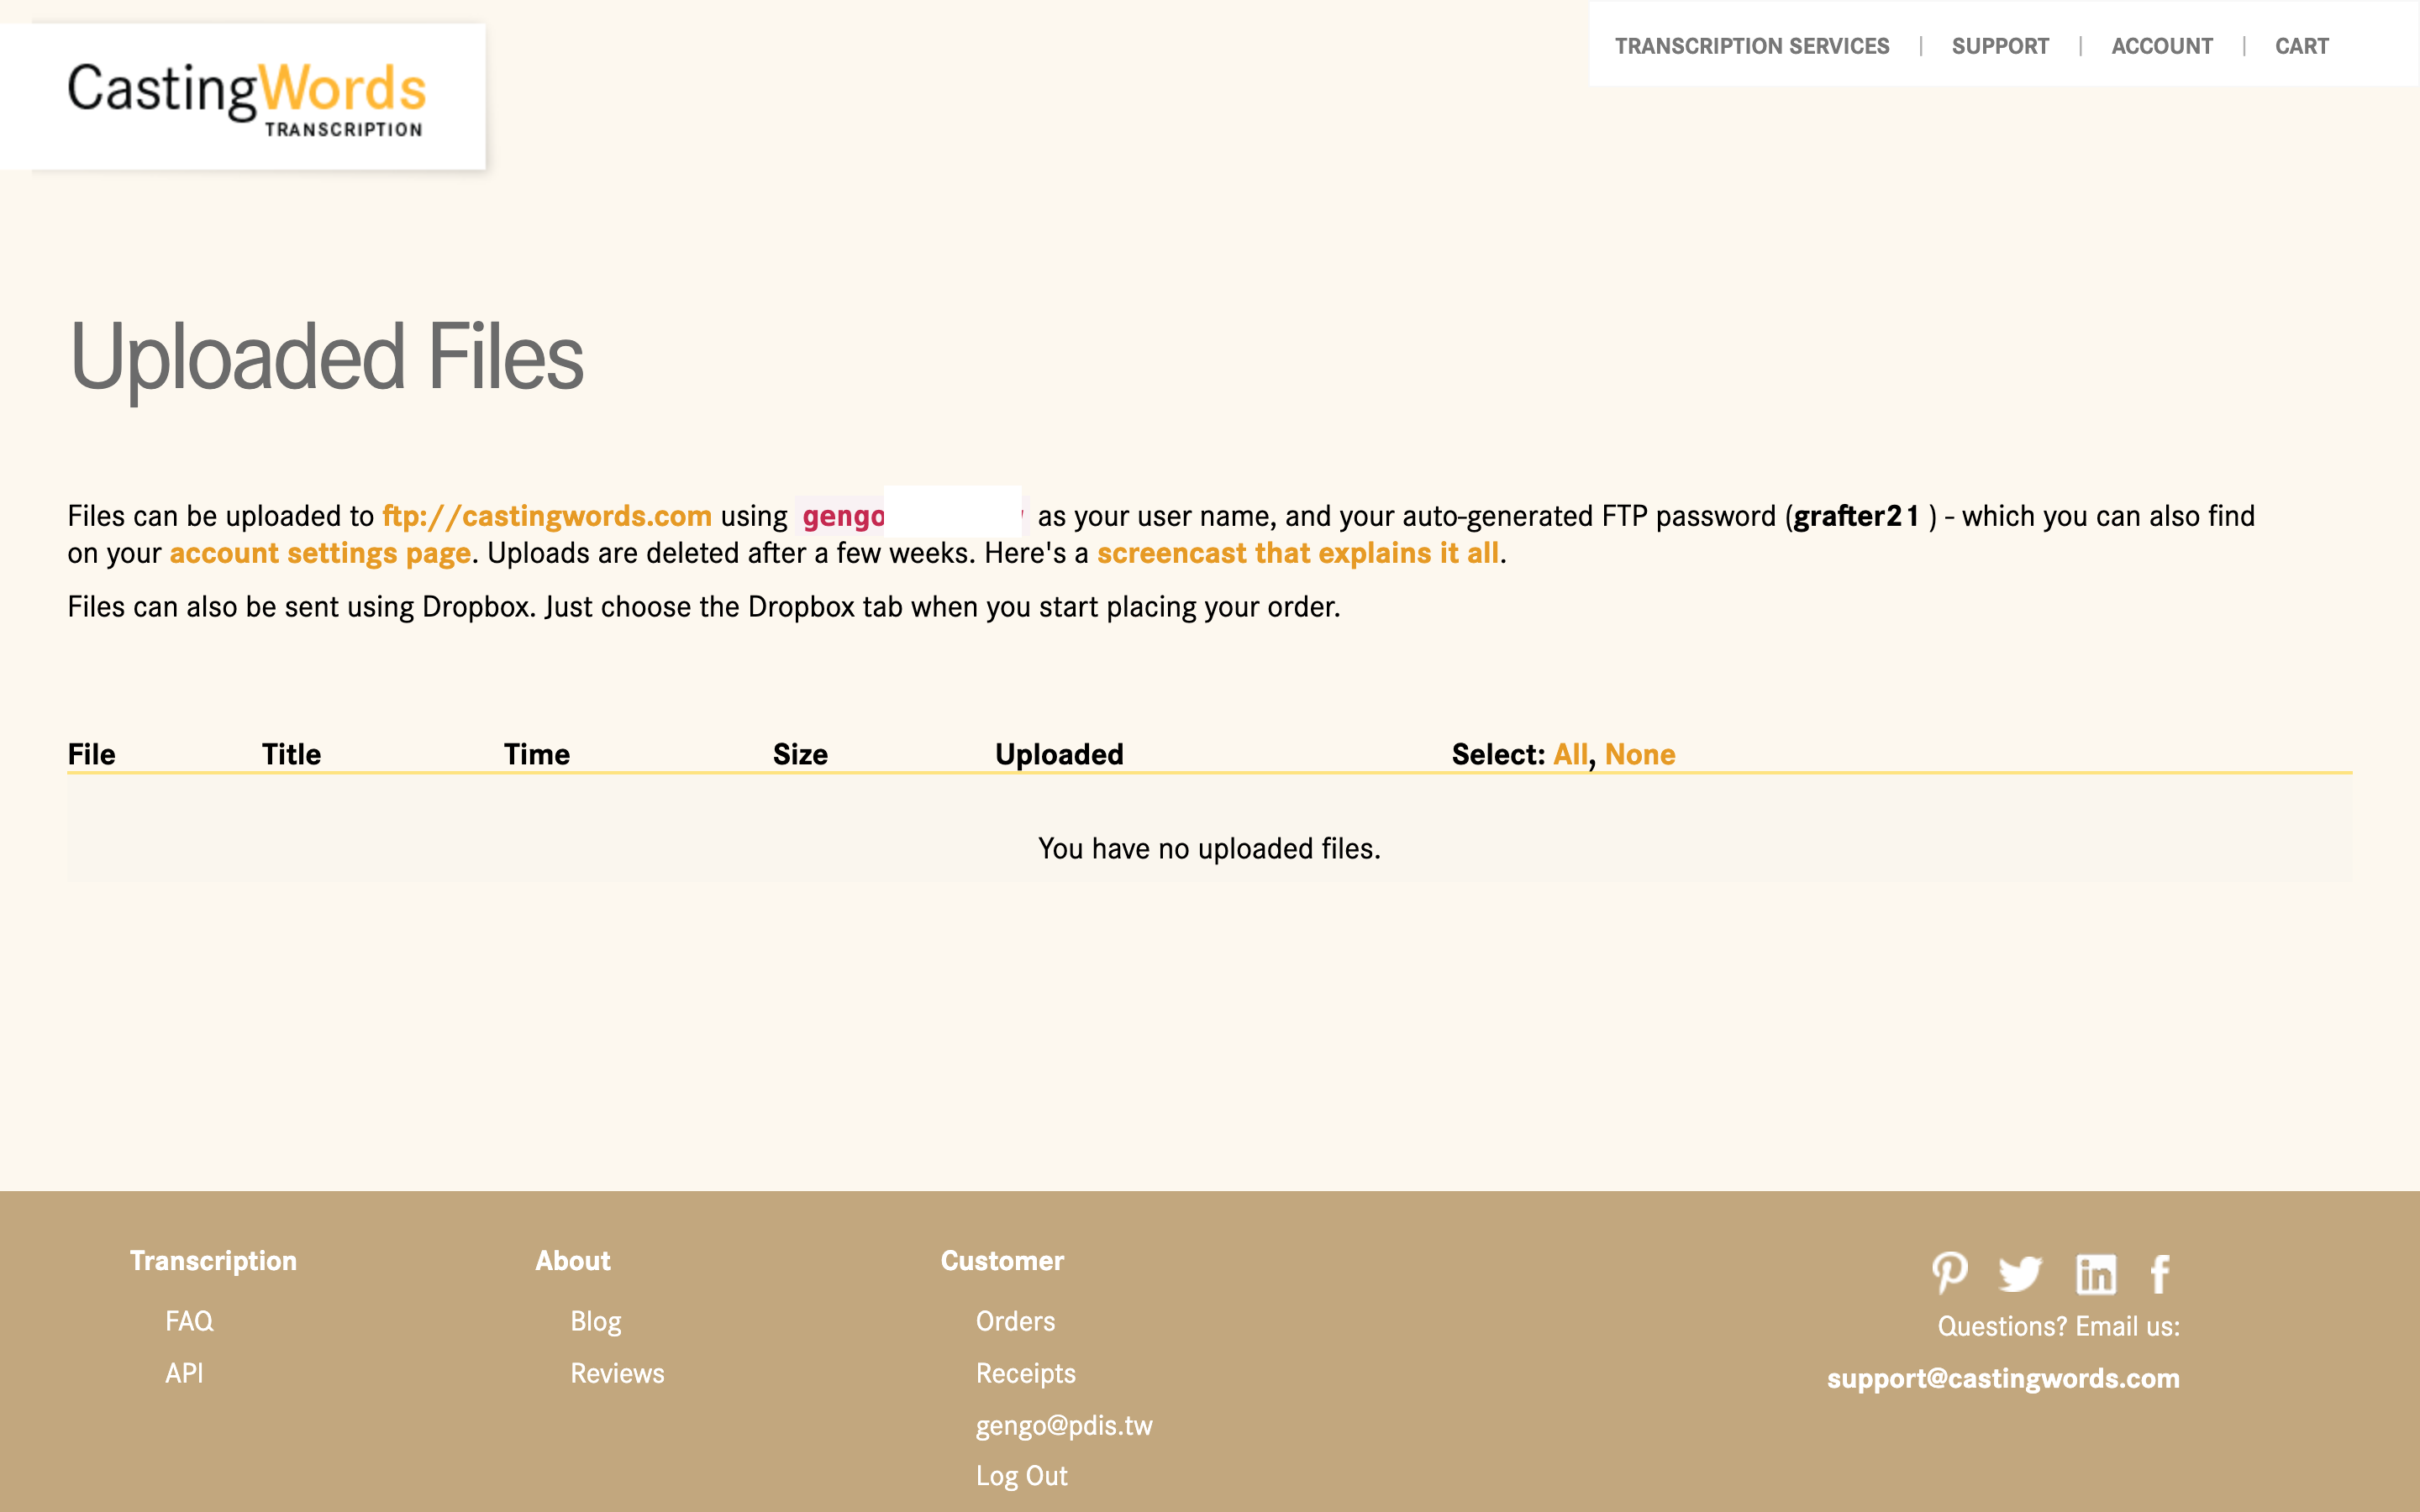 CastingWords
TRANSCRIPTION
TRANSCRIPTION SERVICES | SUPPORT | ACCOUNT | CART
Uploaded Files
Files can be uploaded to ftp://castingwords.com using gengo as your user name, and your auto-generated FTP password (grafter21 ) - which you can also find
on your account settings page. Uploads are deleted after a few weeks. Here's a screencast that explains it all.
Files can also be sent using Dropbox. Just choose the Dropbox tab when you start placing your order.
File Title Time Size Uploaded Select: All, None
You have no uploaded files.
Transcription
FAQ
API
About
Blog
Reviews
Customer
Orders
Receipts
gengo@pdis.tw
Log Out
Questions? Email us:
support@castingwords.com